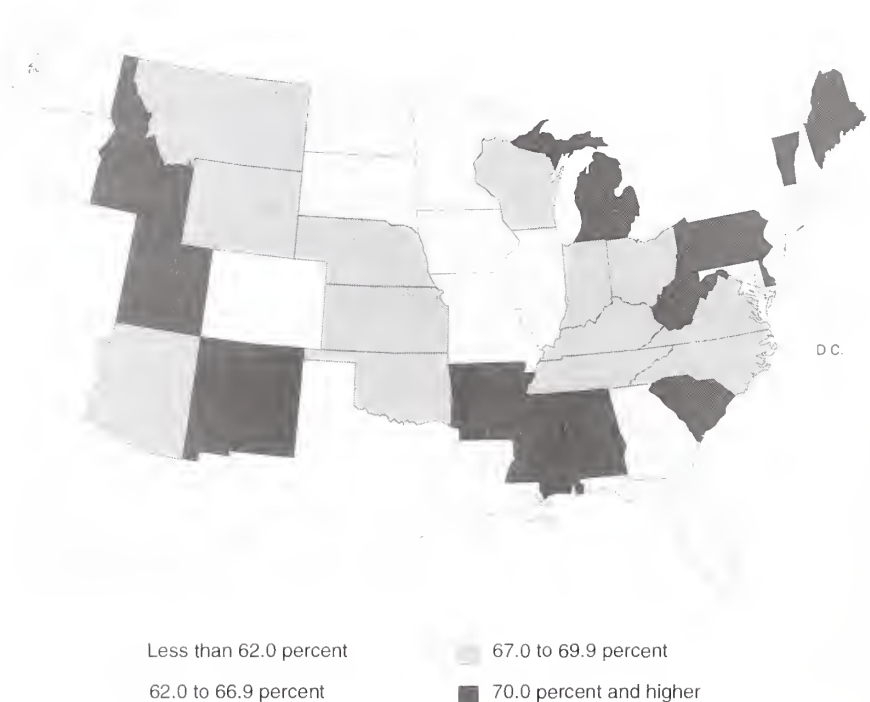 D C.
Less than 62.0 percent
67.0 to 69.9 percent
62.0 to 66.9 percent
70.0 percent and higher